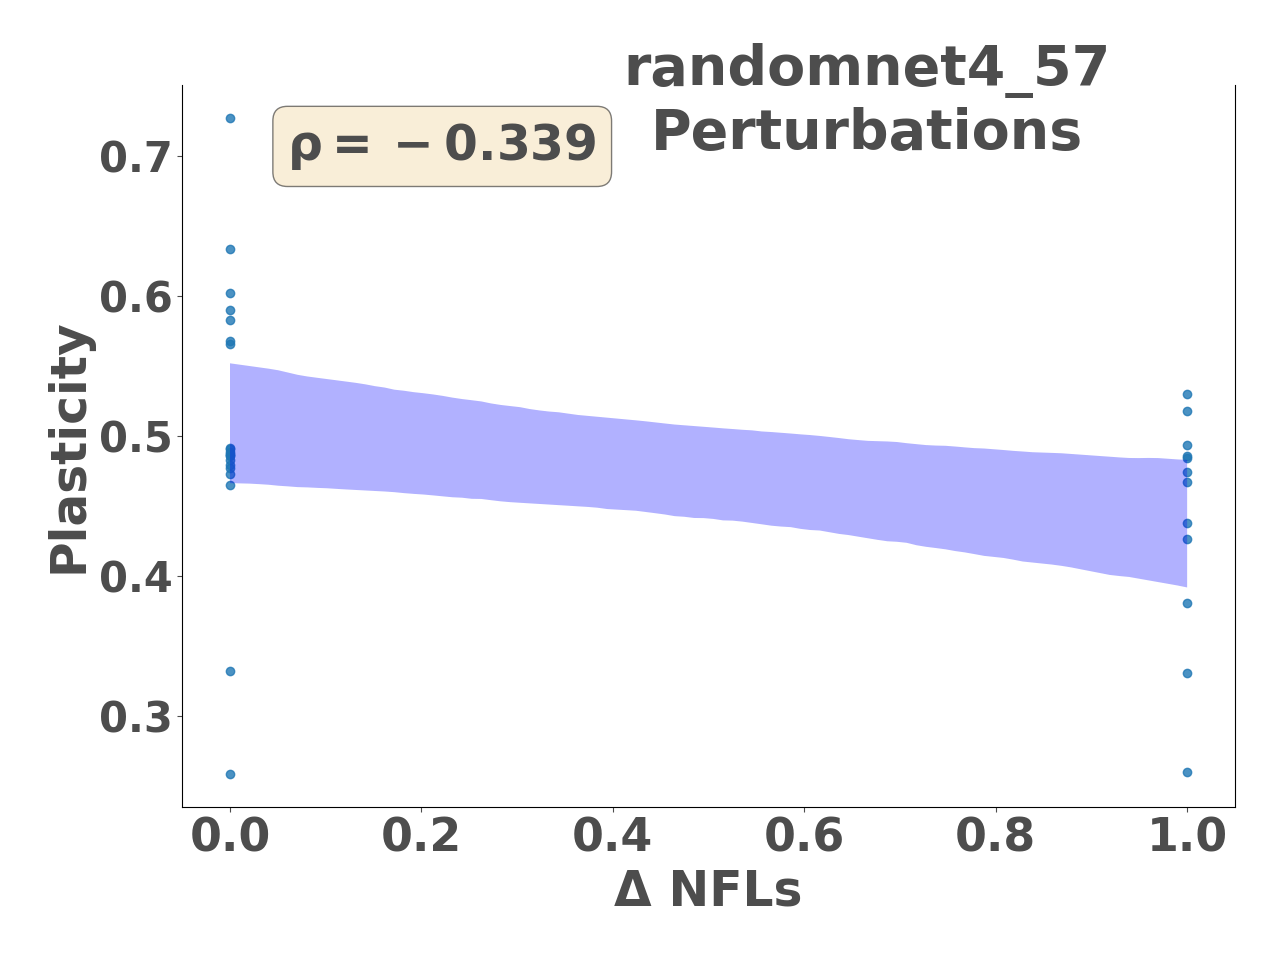 randomnet4_57
Perturbations
ρ = − 0.339
Plasticity
0.7
0.6
0.5
0.4
0.3
0.0 0.2 0.4 0.6 0.8 1.0
Δ NFLs